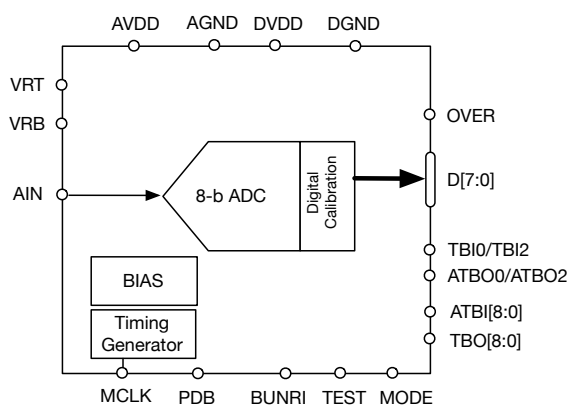 AVDD
AGND
DVDD
DGND
VRT
VRB
AIN
8-b ADC
Digital
Calibration
OVER
D[7:0]
TBI0/TBI2
ATBO0/ATBO2
ATBI[8:0]
TBO[8:0]
BIAS
Timing
Generator
MCLK
PDB
BUNRI
TEST
MODE